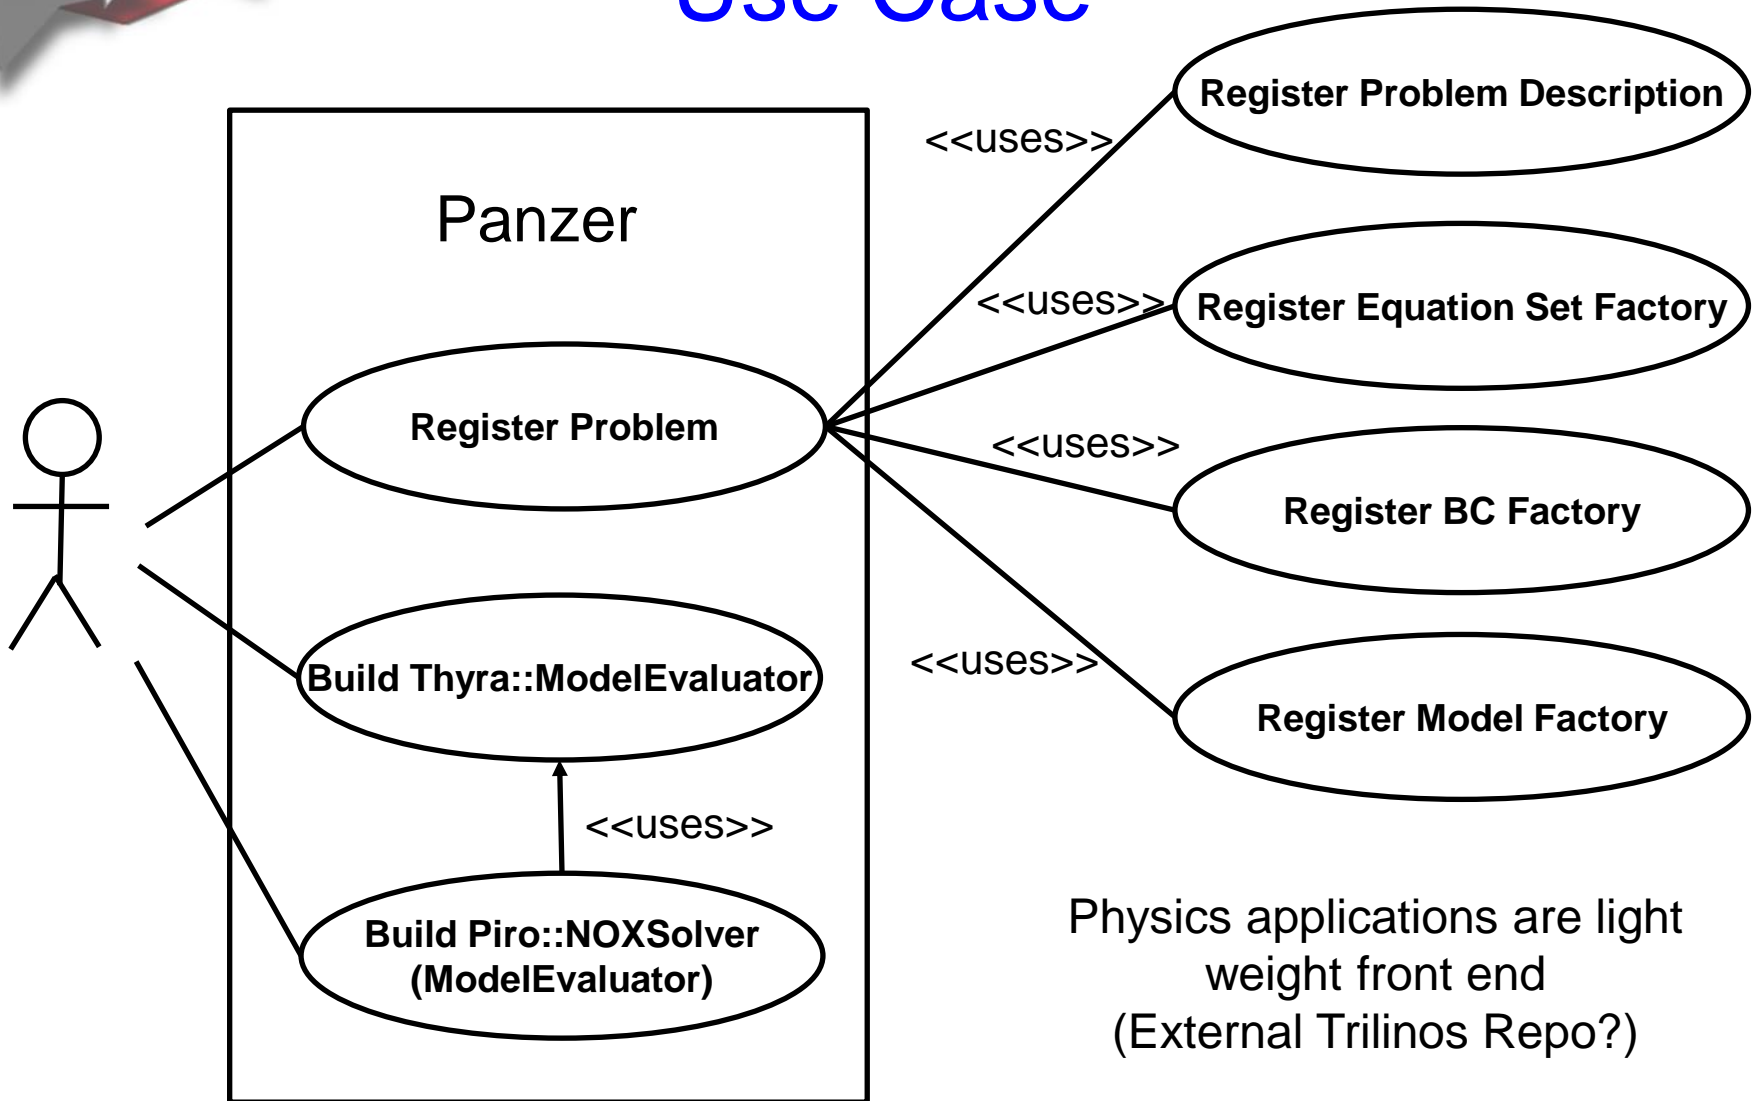 Use Case
Register Problem Description
<<uses>>
Panzer
<<uses>>
Register Equation Set Factory
Register Problem
<<uses>>
Register BC Factory
<<uses>>
Build Thyra::ModelEvaluator
Register Model Factory
<<uses>>
Build Piro::NOXSolver
(ModelEvaluator)
Physics applications are light
weight front end
(External Trilinos Repo?)